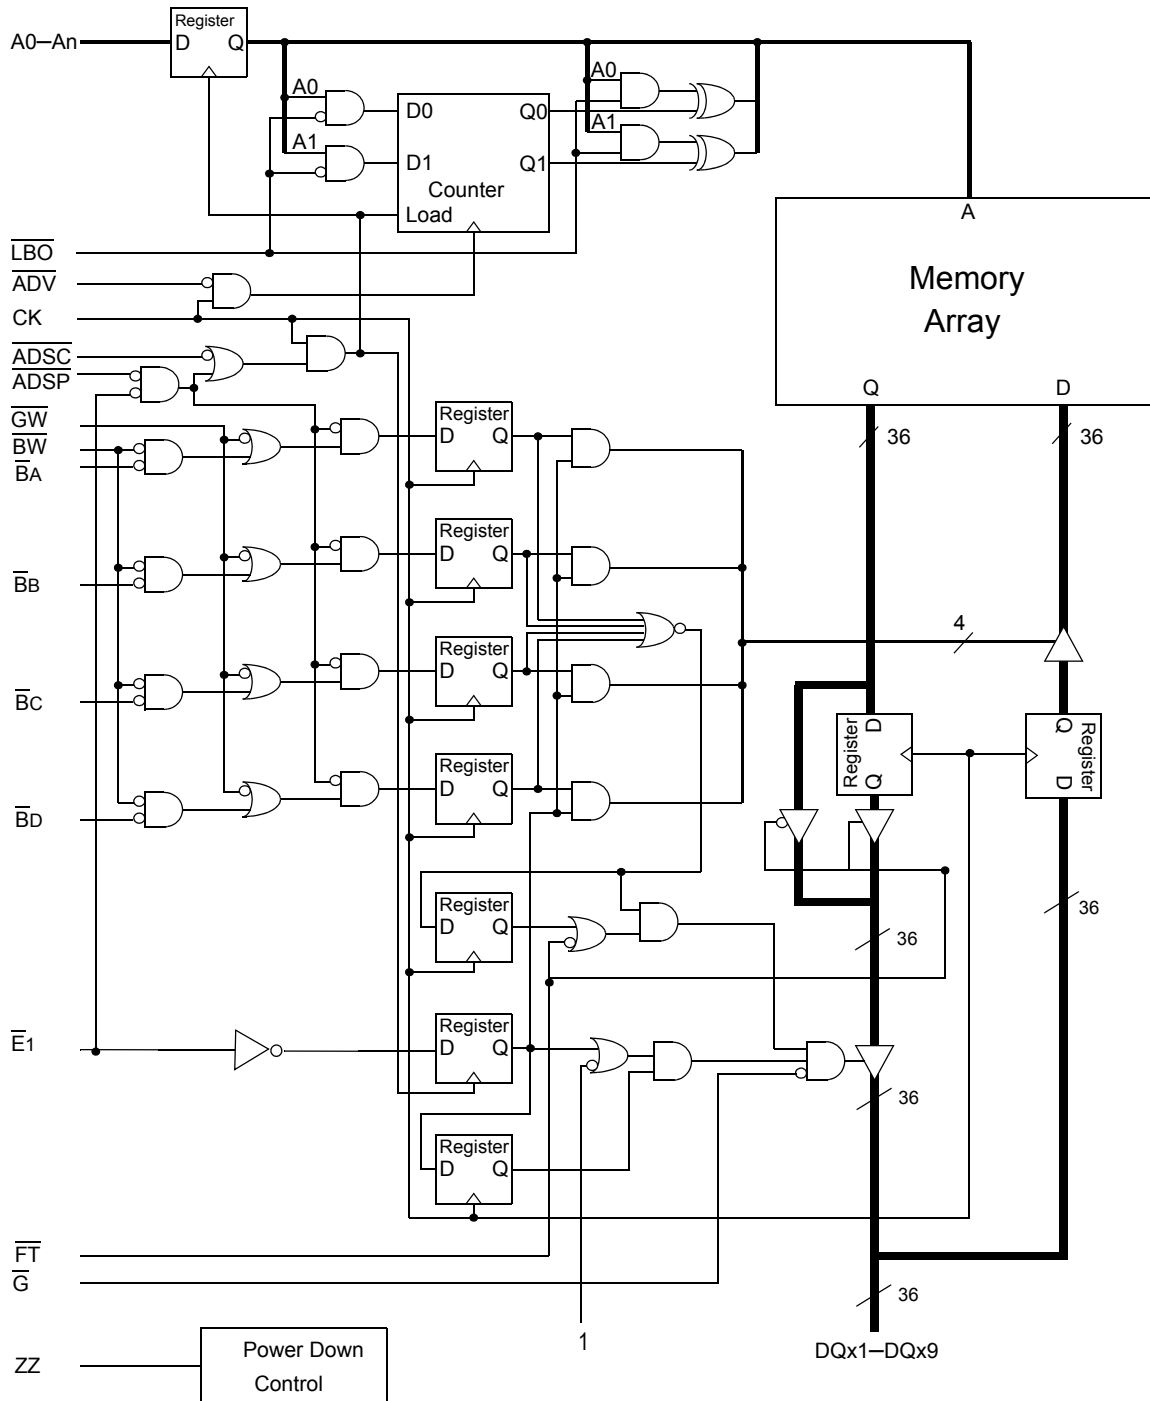 Register
A0–An
D Q
A0
A0
D0 Q0
A1
A1
D1 Q1
Counter
Load
A
LBO
ADV
Memory
Array
CK
ADSC
ADSP
Q D
GW
Register
36 36
BW
D Q
BA
Register
D Q
BB
4
Register
D Q
BC
Register
D
Q
Q
D
Register
Register
D Q
BD
Register
D Q
36
36
Register
E1
D Q
36
Register
D Q
FT
G
36
1
DQx1–DQx9
ZZ
Power Down
Control